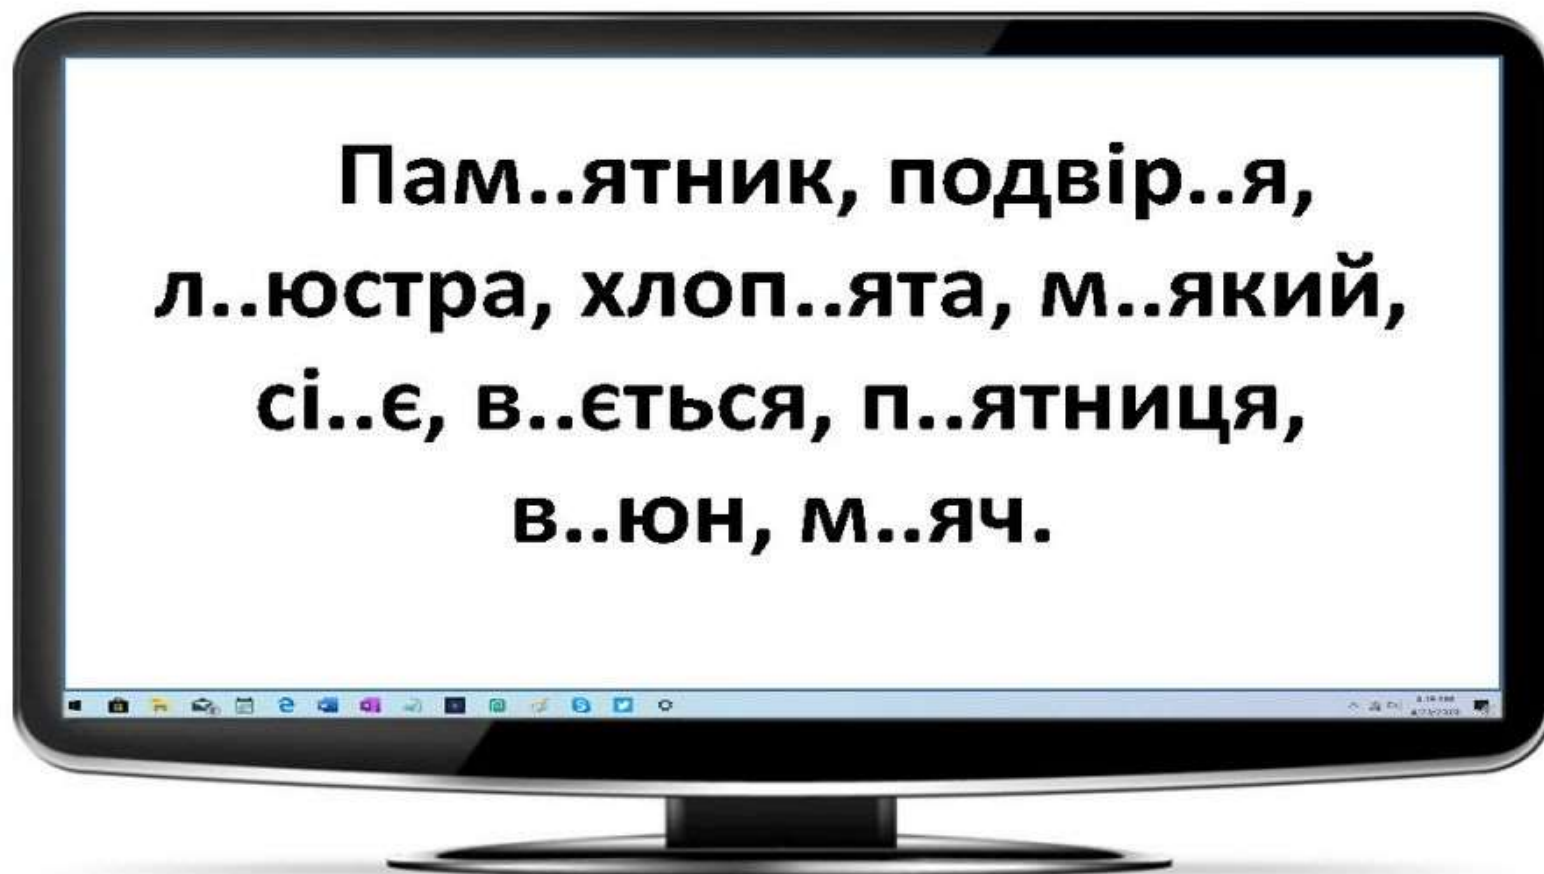 Пам..ятник, подвір..я,
л..юстра, хлоп..ята, м..який,
сі..є, в..ється, п..ятниця,
в..юн, м..яч.